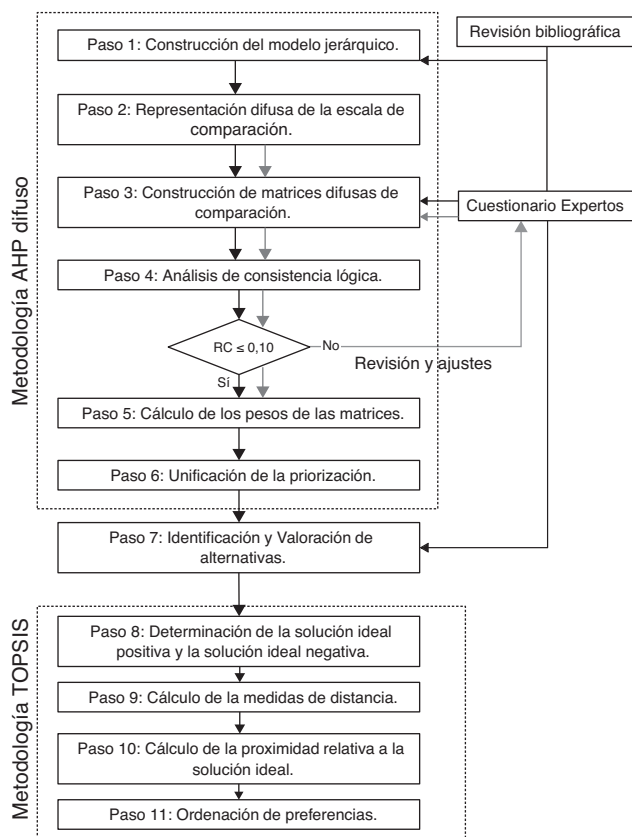 Revisión bibliográfica
Paso 1: Construcción del modelo jerárquico.
Paso 2: Representación difusa de la escala de
comparación.
Paso 3: Construcción de matrices difusas de
comparación.
Cuestionario Expertos
Paso 4: Análisis de consistencia lógica.
RC ≤ 0,10
No
Revisión y ajustes
Sí
Paso 5: Cálculo de los pesos de las matrices.
Paso 6: Unificación de la priorización.
Metodología AHP difuso
Paso 7: Identificación y Valoración de
alternativas.
Paso 8: Determinación de la solución ideal
positiva y la solución ideal negativa.
Paso 9: Cálculo de la medidas de distancia.
Paso 10: Cálculo de la proximidad relativa a la
solución ideal.
Paso 11: Ordenación de preferencias.
Metodología TOPSIS